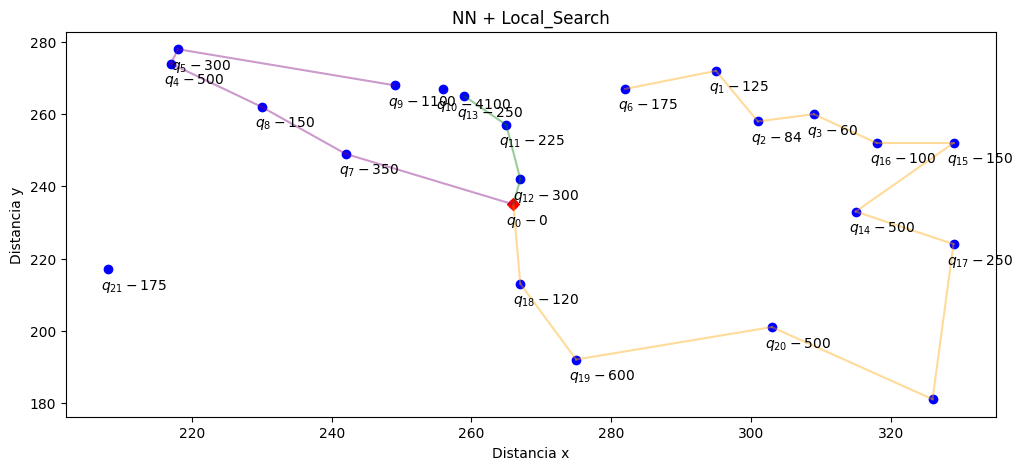 NN + Local_Search
280
260
240
220
200
180
Distancia y
q5 − 300
q4 − 500
q8 − 150
q7 − 350
q9 − 1100
q10 − 4100
q13 − 250
q11 − 225
q12 − 300
q0 − 0
q6 − 175
q1 − 125
q2 − 84
q3 − 60
q16 − 100
q15 − 150
q14 − 500
q17 − 250
q21 − 175
q18 − 120
q20 − 500
q19 − 600
220
240
260
280
300
320
Distancia x